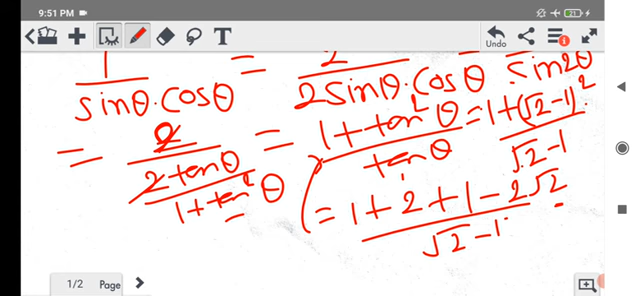 9:51 PM
21
T
Undo
1/(sinθ.cosθ) = 2/(2sinθ.cosθ) = /sin2θ
= 2/(2tanθ/(1+tan²θ)) = (1+tan²θ)/tanθ = (1+(√2-1)²)/(√2-1)
= (1+2+1-2√2)/(√2-1)
1/2 Page